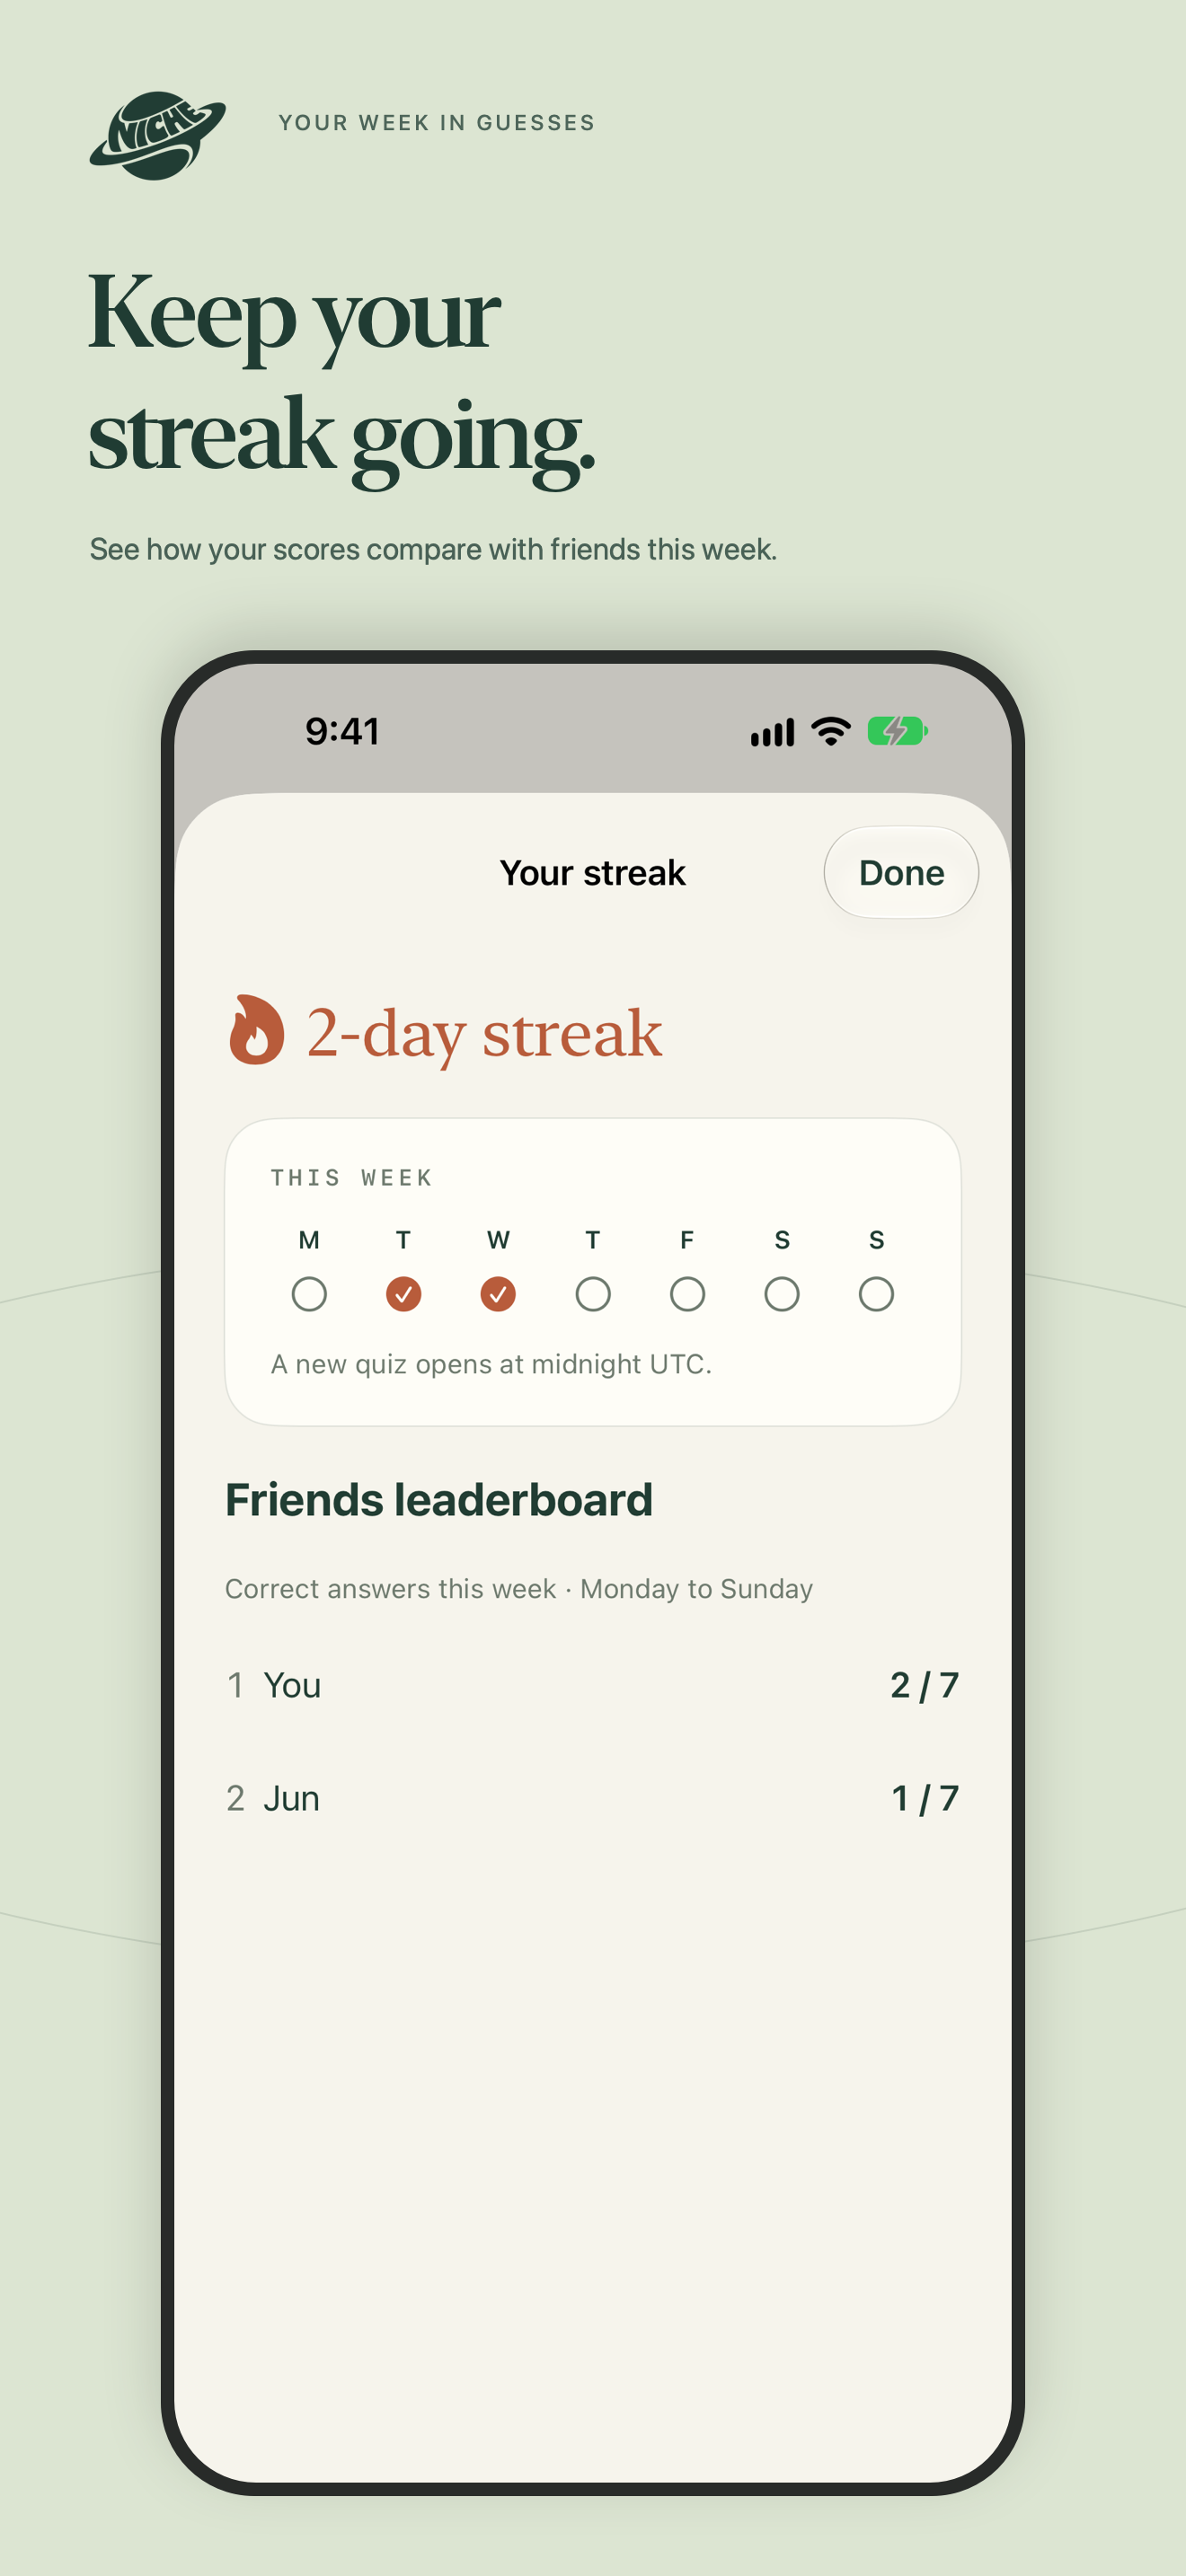 NICHE
YOUR WEEK IN GUESSES
Keep your
streak going.
See how your scores compare with friends this week.
9:41
Your streak
Done
2-day streak
THIS WEEK
M T W T F S S
A new quiz opens at midnight UTC.
Friends leaderboard
Correct answers this week · Monday to Sunday
1 You 2 / 7
2 Jun 1 / 7